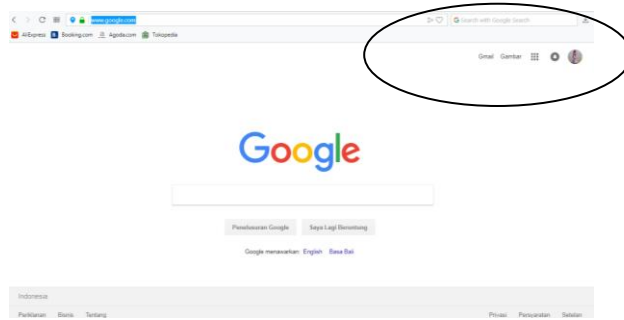 www.google.com
Search with Google Search
AliExpress Booking.com Agoda.com Tokopedia
Gmail Gambar
Google
Penelusuran Google Saya Lagi Beruntung
Google menawarkan: English Basa Bali
Indonesia
Periklanan Bisnis Tentang Privasi Persyaratan Setelan